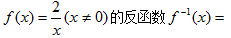 f(x) = 2/x (x ≠ 0) 的反函数 f⁻¹(x) =